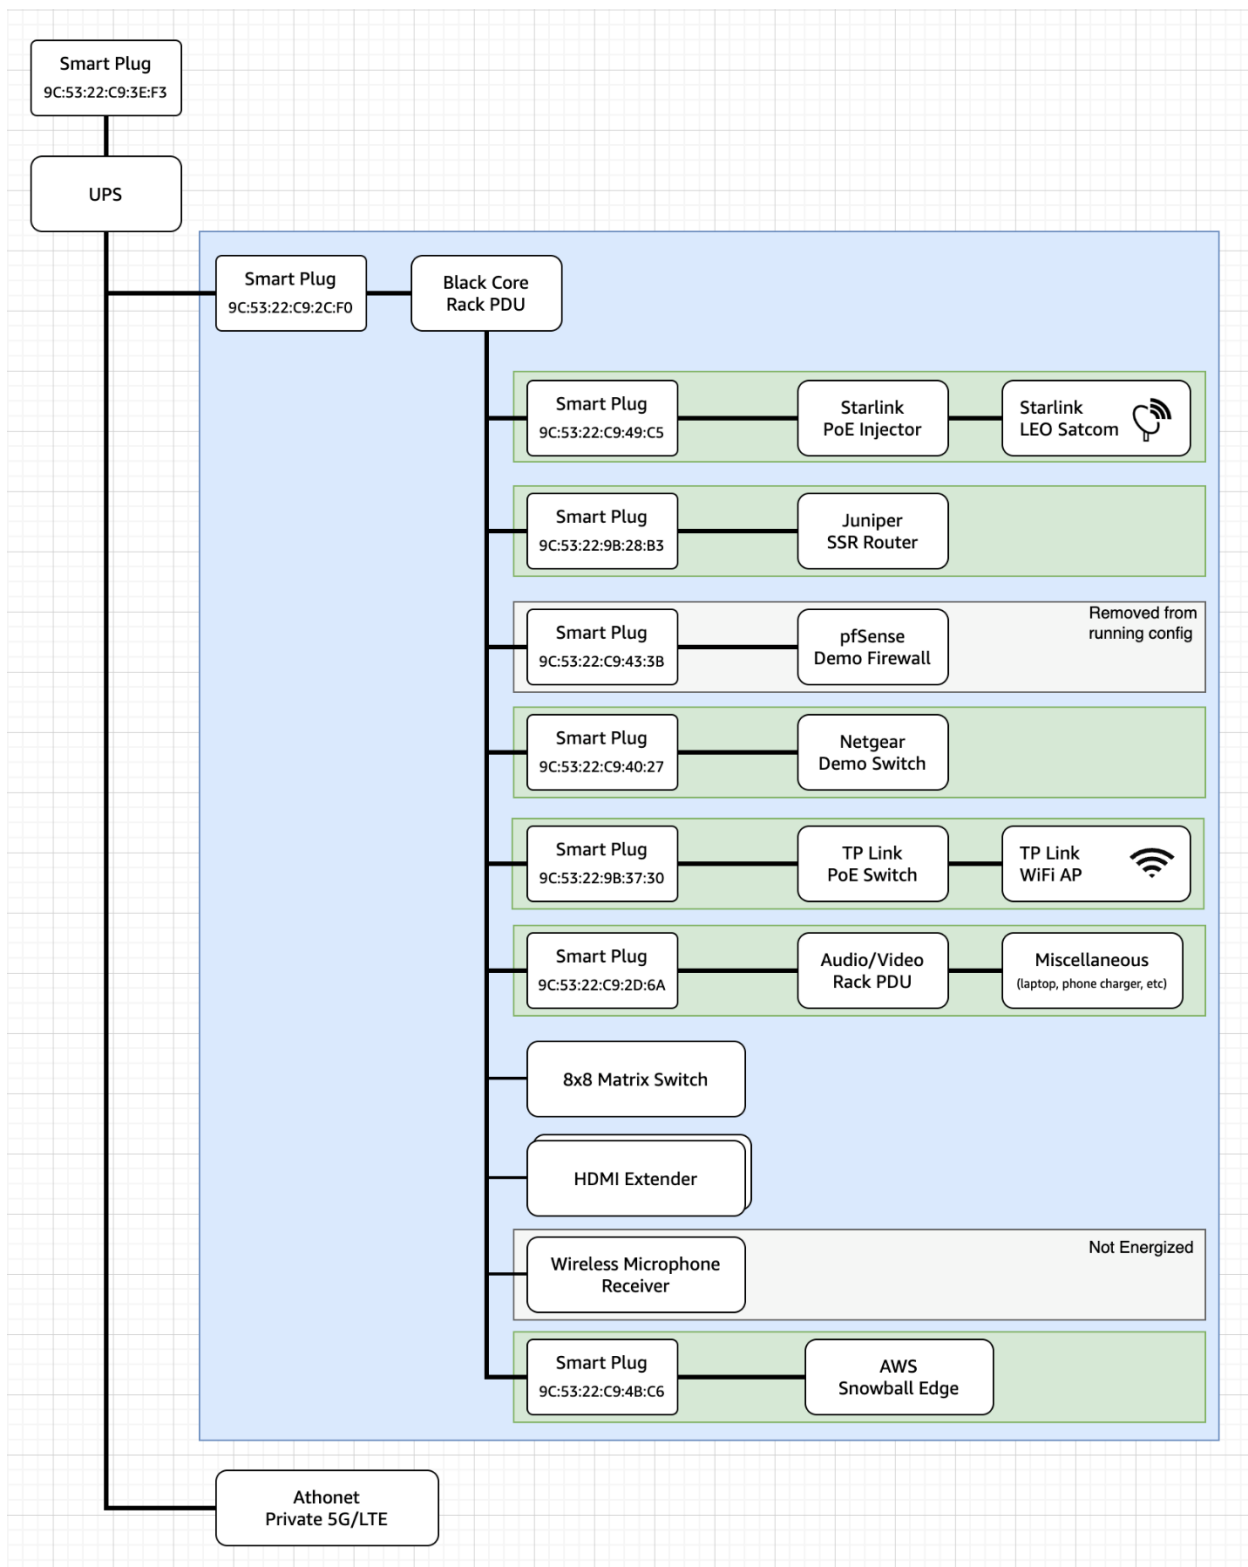 Smart Plug
9C:53:22:C9:3E:F3
UPS
Smart Plug
9C:53:22:C9:2C:F0
Black Core
Rack PDU
Smart Plug
9C:53:22:C9:49:C5
Starlink
PoE Injector
Starlink
LEO Satcom
Smart Plug
9C:53:22:9B:28:B3
Juniper
SSR Router
Smart Plug
9C:53:22:C9:43:3B
pfSense
Demo Firewall
Removed from
running config
Smart Plug
9C:53:22:C9:40:27
Netgear
Demo Switch
Smart Plug
9C:53:22:9B:37:30
TP Link
PoE Switch
TP Link
WiFi AP
Smart Plug
9C:53:22:C9:2D:6A
Audio/Video
Rack PDU
Miscellaneous
(laptop, phone charger, etc)
8x8 Matrix Switch
HDMI Extender
Wireless Microphone
Receiver
Not Energized
Smart Plug
9C:53:22:C9:4B:C6
AWS
Snowball Edge
Athonet
Private 5G/LTE